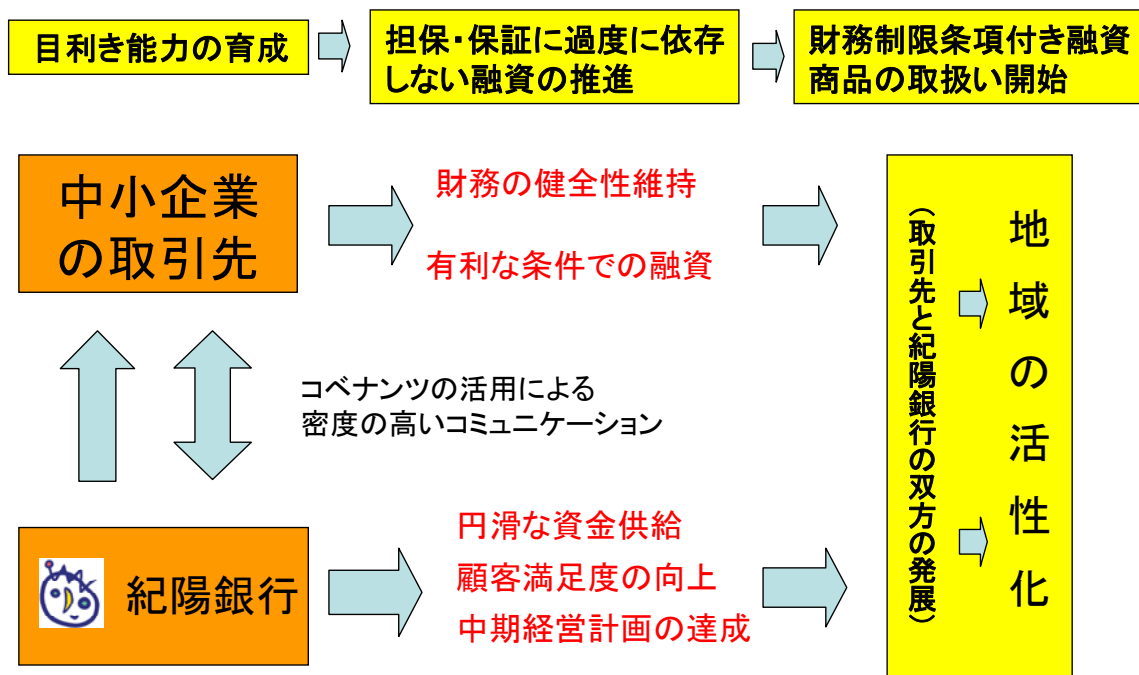 目利き能力の育成
担保・保証に過度に依存
しない融資の推進
財務制限条項付き融資
商品の取扱い開始
中小企業
の取引先
財務の健全性維持
有利な条件での融資
コベナンツの活用による
密度の高いコミュニケーション
紀陽銀行
円滑な資金供給
顧客満足度の向上
中期経営計画の達成
地域の活性化
（取引先と紀陽銀行の双方の発展）